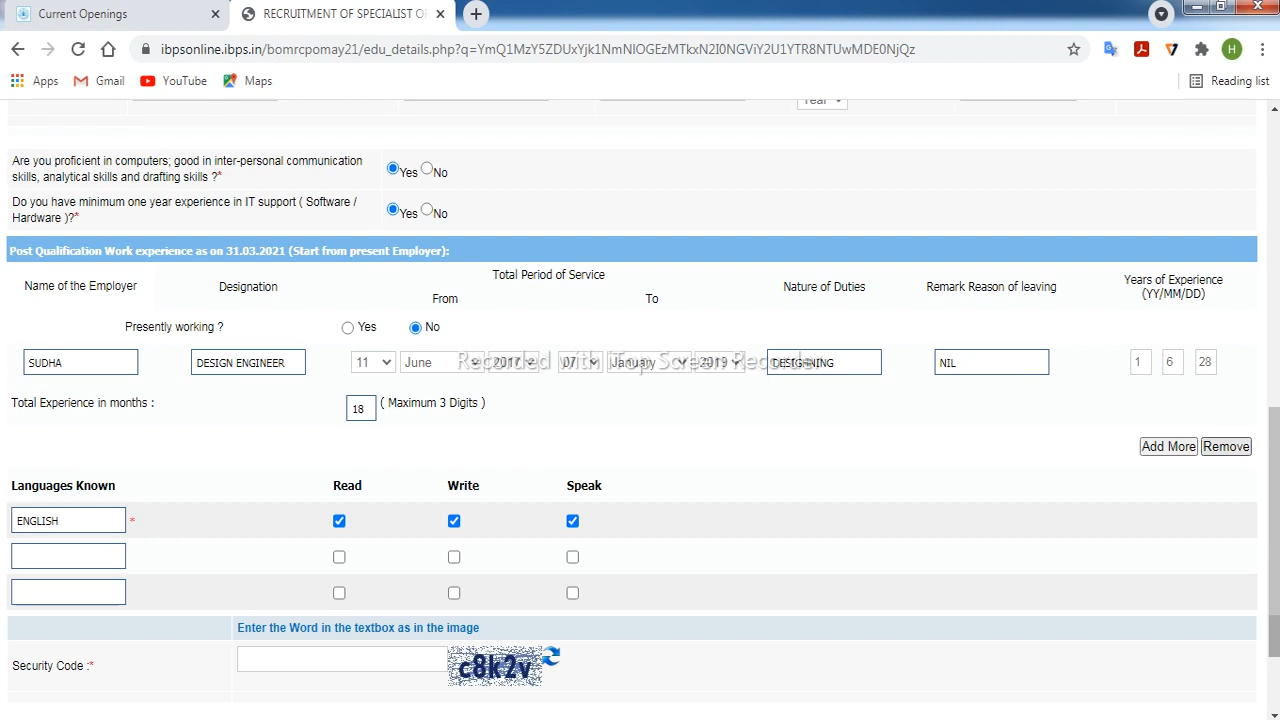 Current Openings
RECRUITMENT OF SPECIALIST OF
ibpsonline.ibps.in/bomrcpomay21/edu_details.php?q=YmQ1MzY5ZDUxYjk1NmNlOGEzMTkxN2I0NGViY2U1YTR8NTUwMDE0NjQz
H
Apps Gmail YouTube Maps Reading list
Year
Are you proficient in computers; good in inter-personal communication
skills, analytical skills and drafting skills ?* Yes No
Do you have minimum one year experience in IT support ( Software /
Hardware )?* Yes No
Post Qualification Work experience as on 31.03.2021 (Start from present Employer):
Name of the Employer Designation Total Period of Service Nature of Duties Remark Reason of leaving Years of Experience
(YY/MM/DD)
From To
Presently working ? Yes No
SUDHA DESIGN ENGINEER 11 June 2017 07 January 2019 DESIGHNING NIL 1 6 28
Recorded with iTop Screen Recorder
Total Experience in months : 18 ( Maximum 3 Digits )
Add More Remove
Languages Known Read Write Speak
ENGLISH *
Enter the Word in the textbox as in the image
Security Code :* c8k2v